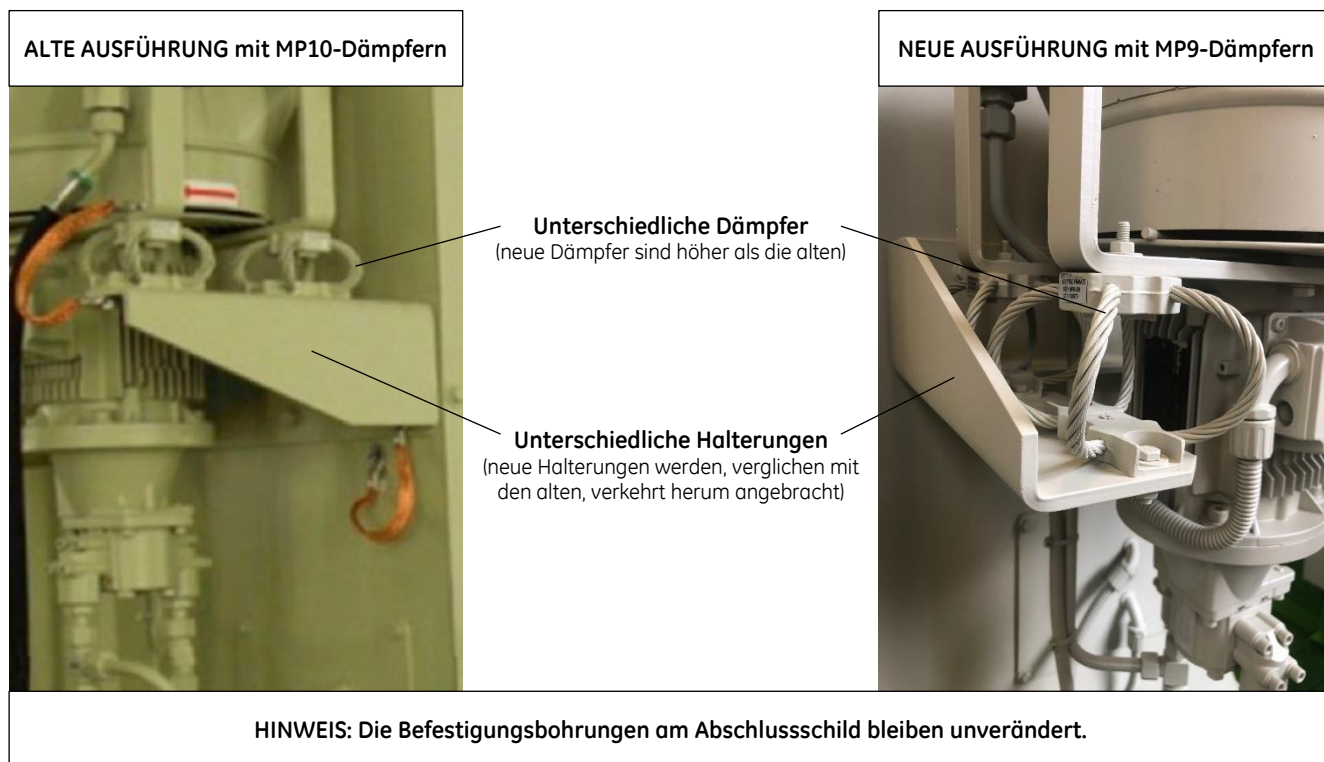 ALTE AUSFÜHRUNG mit MP10-Dämpfern
NEUE AUSFÜHRUNG mit MP9-Dämpfern
Unterschiedliche Dämpfer
(neue Dämpfer sind höher als die alten)
Unterschiedliche Halterungen
(neue Halterungen werden, verglichen mit
den alten, verkehrt herum angebracht)
HINWEIS: Die Befestigungsbohrungen am Abschlussschild bleiben unverändert.